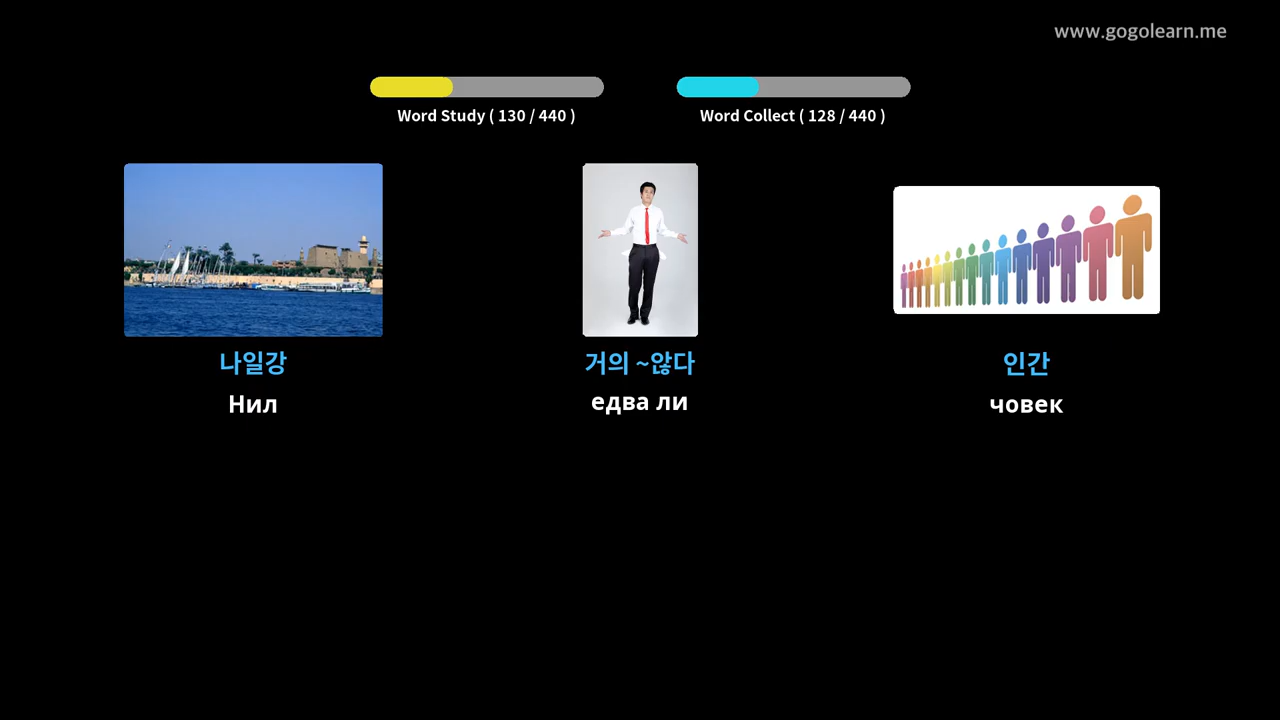 www.gogolearn.me
Word Study ( 130 / 440 )
Word Collect ( 128 / 440 )
나일강
거의 ~않다
인간
Нил
едва ли
човек